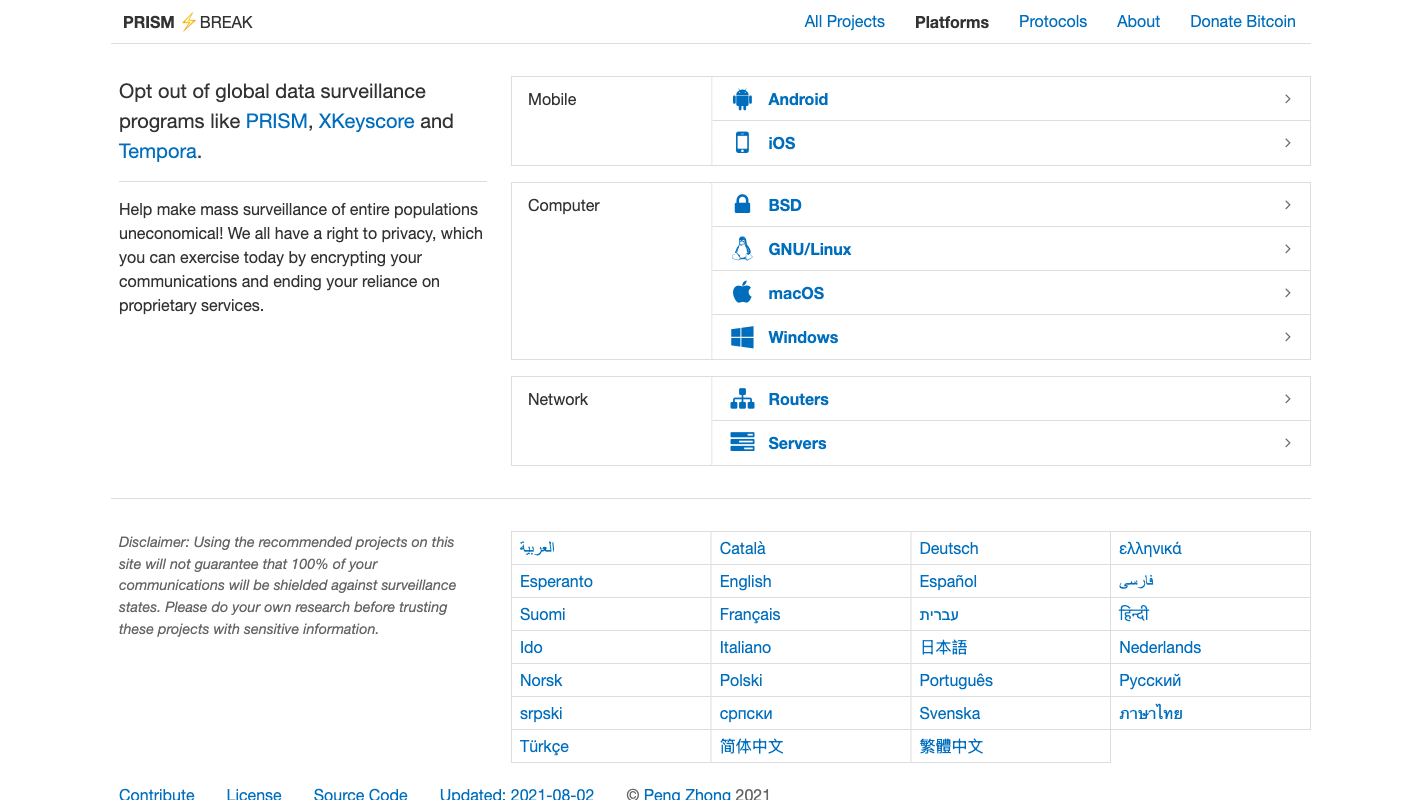 PRISM ⚡ BREAK
All Projects Platforms Protocols About Donate Bitcoin
Opt out of global data surveillance
programs like PRISM, XKeyscore and
Tempora.
Help make mass surveillance of entire populations
uneconomical! We all have a right to privacy, which
you can exercise today by encrypting your
communications and ending your reliance on
proprietary services.
Mobile
Android
iOS
Computer
BSD
GNU/Linux
macOS
Windows
Network
Routers
Servers
Disclaimer: Using the recommended projects on this
site will not guarantee that 100% of your
communications will be shielded against surveillance
states. Please do your own research before trusting
these projects with sensitive information.
العربية Català Deutsch ελληνικά
Esperanto English Español فارسی
Suomi Français עברית हिन्दी
Ido Italiano 日本語 Nederlands
Norsk Polski Português Русский
srpski српски Svenska ภาษาไทย
Türkçe 简体中文 繁體中文
Contribute License Source Code Updated: 2021-08-02 © Peng Zhong 2021